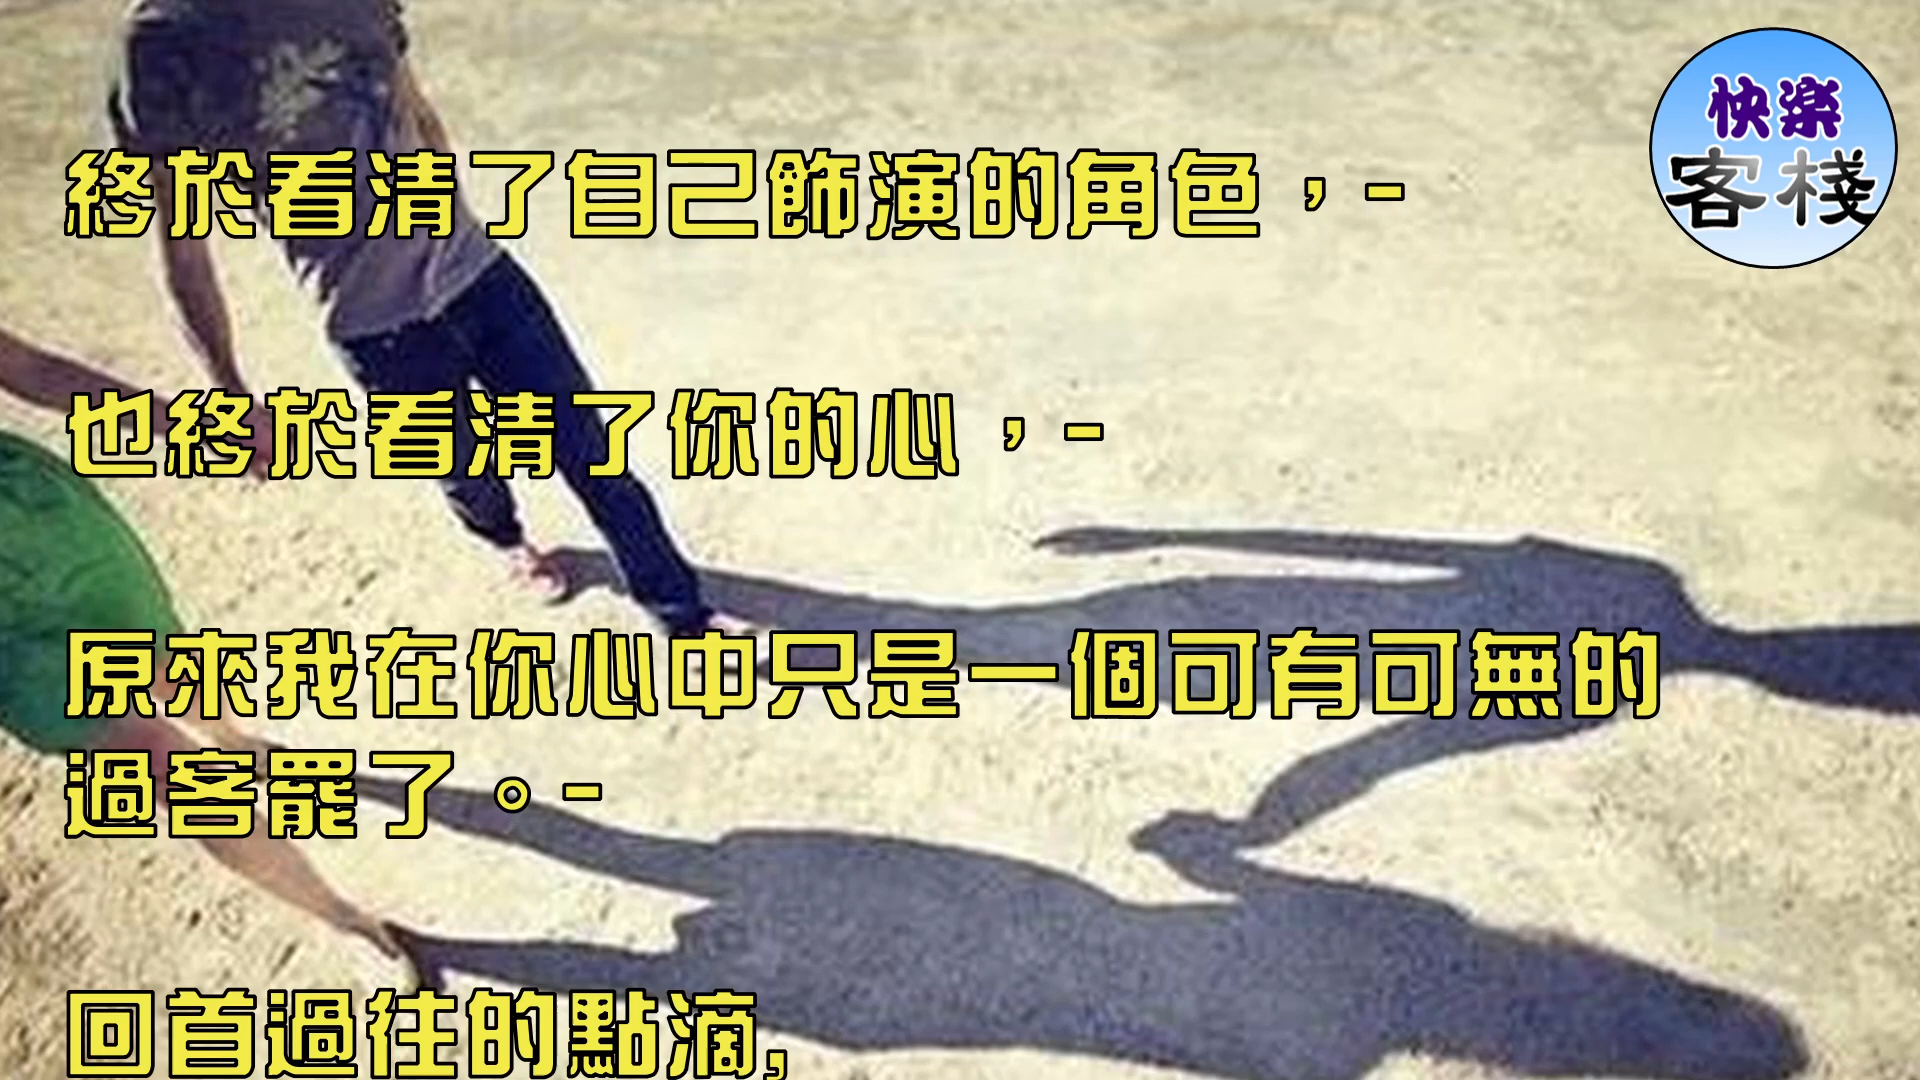 快樂
客棧
終於看清了自己飾演的角色，-
也終於看清了你的心，-
原來我在你心中只是一個可有可無的
過客罷了。-
回首過往的點滴,